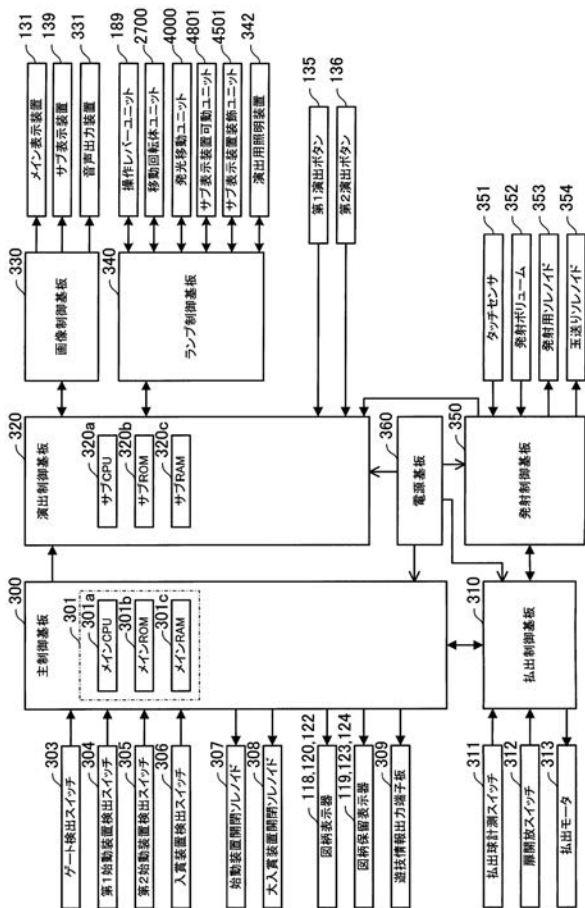 303
ゲート検出スイッチ
304
第1始動装置検出スイッチ
305
第2始動装置検出スイッチ
306
入賞装置検出スイッチ
307
始動装置開閉ソレノイド
308
大入賞装置開閉ソレノイド
118,120,122
図柄表示器
119,123,124
図柄保留表示器
309
遊技情報出力端子板
311
払出球計測スイッチ
312
扉開放スイッチ
313
払出モータ
300
主制御基板
301
301a
メインCPU
301b
メインROM
301c
メインRAM
310
払出制御基板
320
演出制御基板
320a
サブCPU
320b
サブROM
320c
サブRAM
360
電源基板
350
発射制御基板
330
画像制御基板
340
ランプ制御基板
メイン表示装置
131
サブ表示装置
139
音声出力装置
331
操作レバーユニット
189
移動回転体ユニット
2700
発光移動ユニット
4000
サブ表示装置可動ユニット
4801
サブ表示装置装飾ユニット
4501
演出用照明装置
342
第1演出ボタン
135
第2演出ボタン
136
タッチセンサ
351
発射ボリューム
352
発射用ソレノイド
353
玉送りソレノイド
354